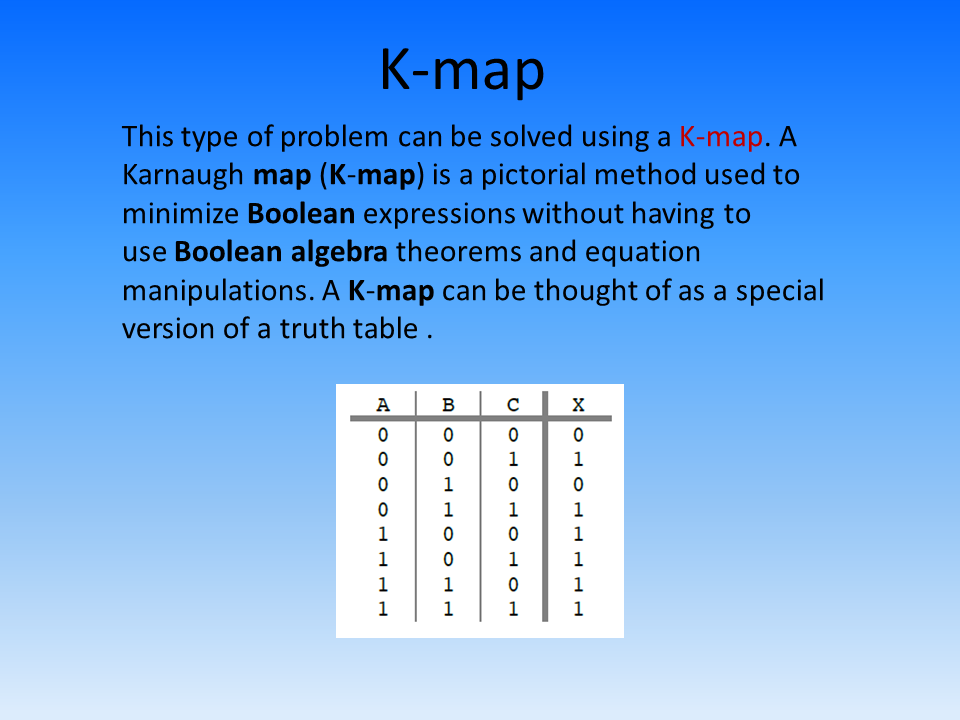 K-map
This type of problem can be solved using a K-map. A
Karnaugh map (K-map) is a pictorial method used to
minimize Boolean expressions without having to
use Boolean algebra theorems and equation
manipulations. A K-map can be thought of as a special
version of a truth table .
A B C X
0 0 0 0
0 0 1 1
0 1 0 0
0 1 1 1
1 0 0 1
1 0 1 1
1 1 0 1
1 1 1 1